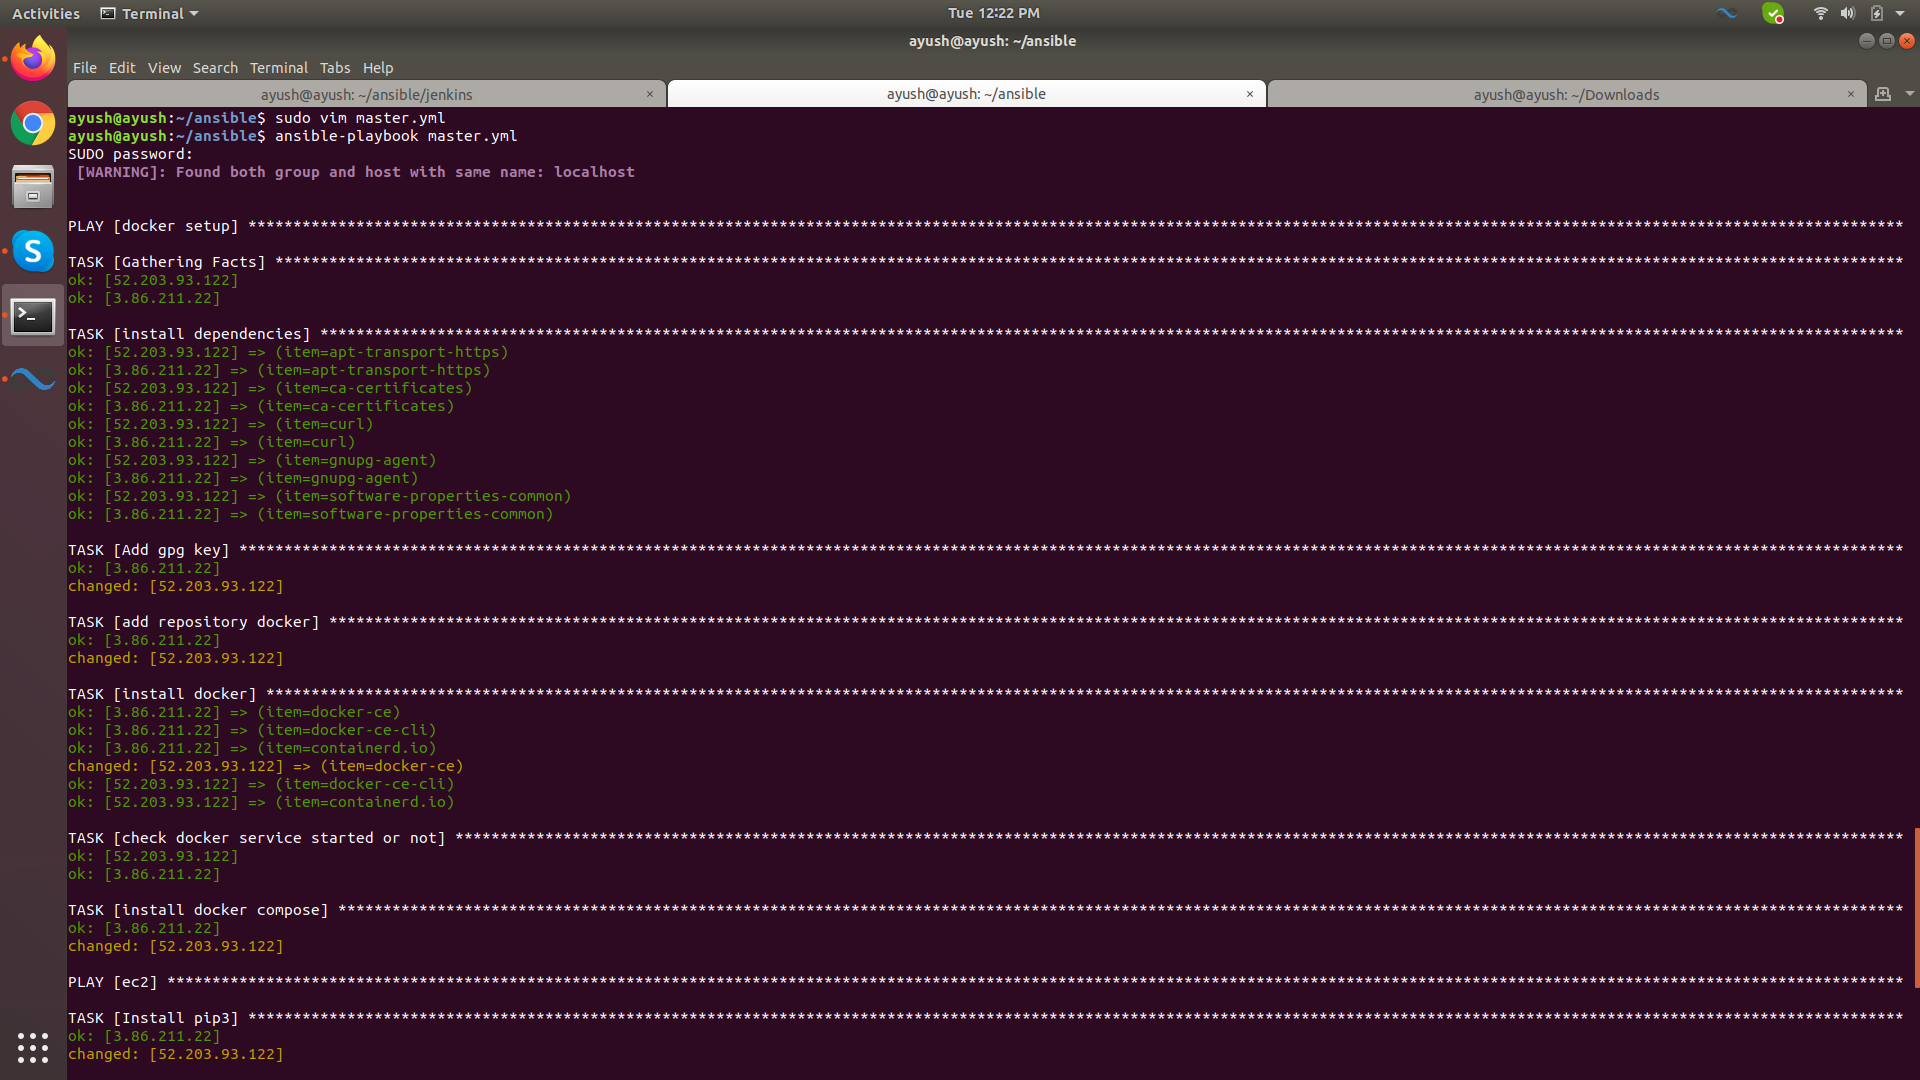 Activities Terminal Tue 12:22 PM
ayush@ayush: ~/ansible
File Edit View Search Terminal Tabs Help
ayush@ayush: ~/ansible/jenkins × ayush@ayush: ~/ansible × ayush@ayush: ~/Downloads ×
ayush@ayush:~/ansible$ sudo vim master.yml
ayush@ayush:~/ansible$ ansible-playbook master.yml
SUDO password:
[WARNING]: Found both group and host with same name: localhost
PLAY [docker setup] ****************************************************************************************************************************************************************************************
TASK [Gathering Facts] *************************************************************************************************************************************************************************************
ok: [52.203.93.122]
ok: [3.86.211.22]
TASK [install dependencies] ********************************************************************************************************************************************************************************
ok: [52.203.93.122] => (item=apt-transport-https)
ok: [3.86.211.22] => (item=apt-transport-https)
ok: [52.203.93.122] => (item=ca-certificates)
ok: [3.86.211.22] => (item=ca-certificates)
ok: [52.203.93.122] => (item=curl)
ok: [3.86.211.22] => (item=curl)
ok: [52.203.93.122] => (item=gnupg-agent)
ok: [3.86.211.22] => (item=gnupg-agent)
ok: [52.203.93.122] => (item=software-properties-common)
ok: [3.86.211.22] => (item=software-properties-common)
TASK [Add gpg key] *****************************************************************************************************************************************************************************************
ok: [3.86.211.22]
changed: [52.203.93.122]
TASK [add repository docker] *******************************************************************************************************************************************************************************
ok: [3.86.211.22]
changed: [52.203.93.122]
TASK [install docker] **************************************************************************************************************************************************************************************
ok: [3.86.211.22] => (item=docker-ce)
ok: [3.86.211.22] => (item=docker-ce-cli)
ok: [3.86.211.22] => (item=containerd.io)
changed: [52.203.93.122] => (item=docker-ce)
ok: [52.203.93.122] => (item=docker-ce-cli)
ok: [52.203.93.122] => (item=containerd.io)
TASK [check docker service started or not] *****************************************************************************************************************************************************************
ok: [52.203.93.122]
ok: [3.86.211.22]
TASK [install docker compose] ******************************************************************************************************************************************************************************
ok: [3.86.211.22]
changed: [52.203.93.122]
PLAY [ec2] *************************************************************************************************************************************************************************************************
TASK [Install pip3] ****************************************************************************************************************************************************************************************
ok: [3.86.211.22]
changed: [52.203.93.122]